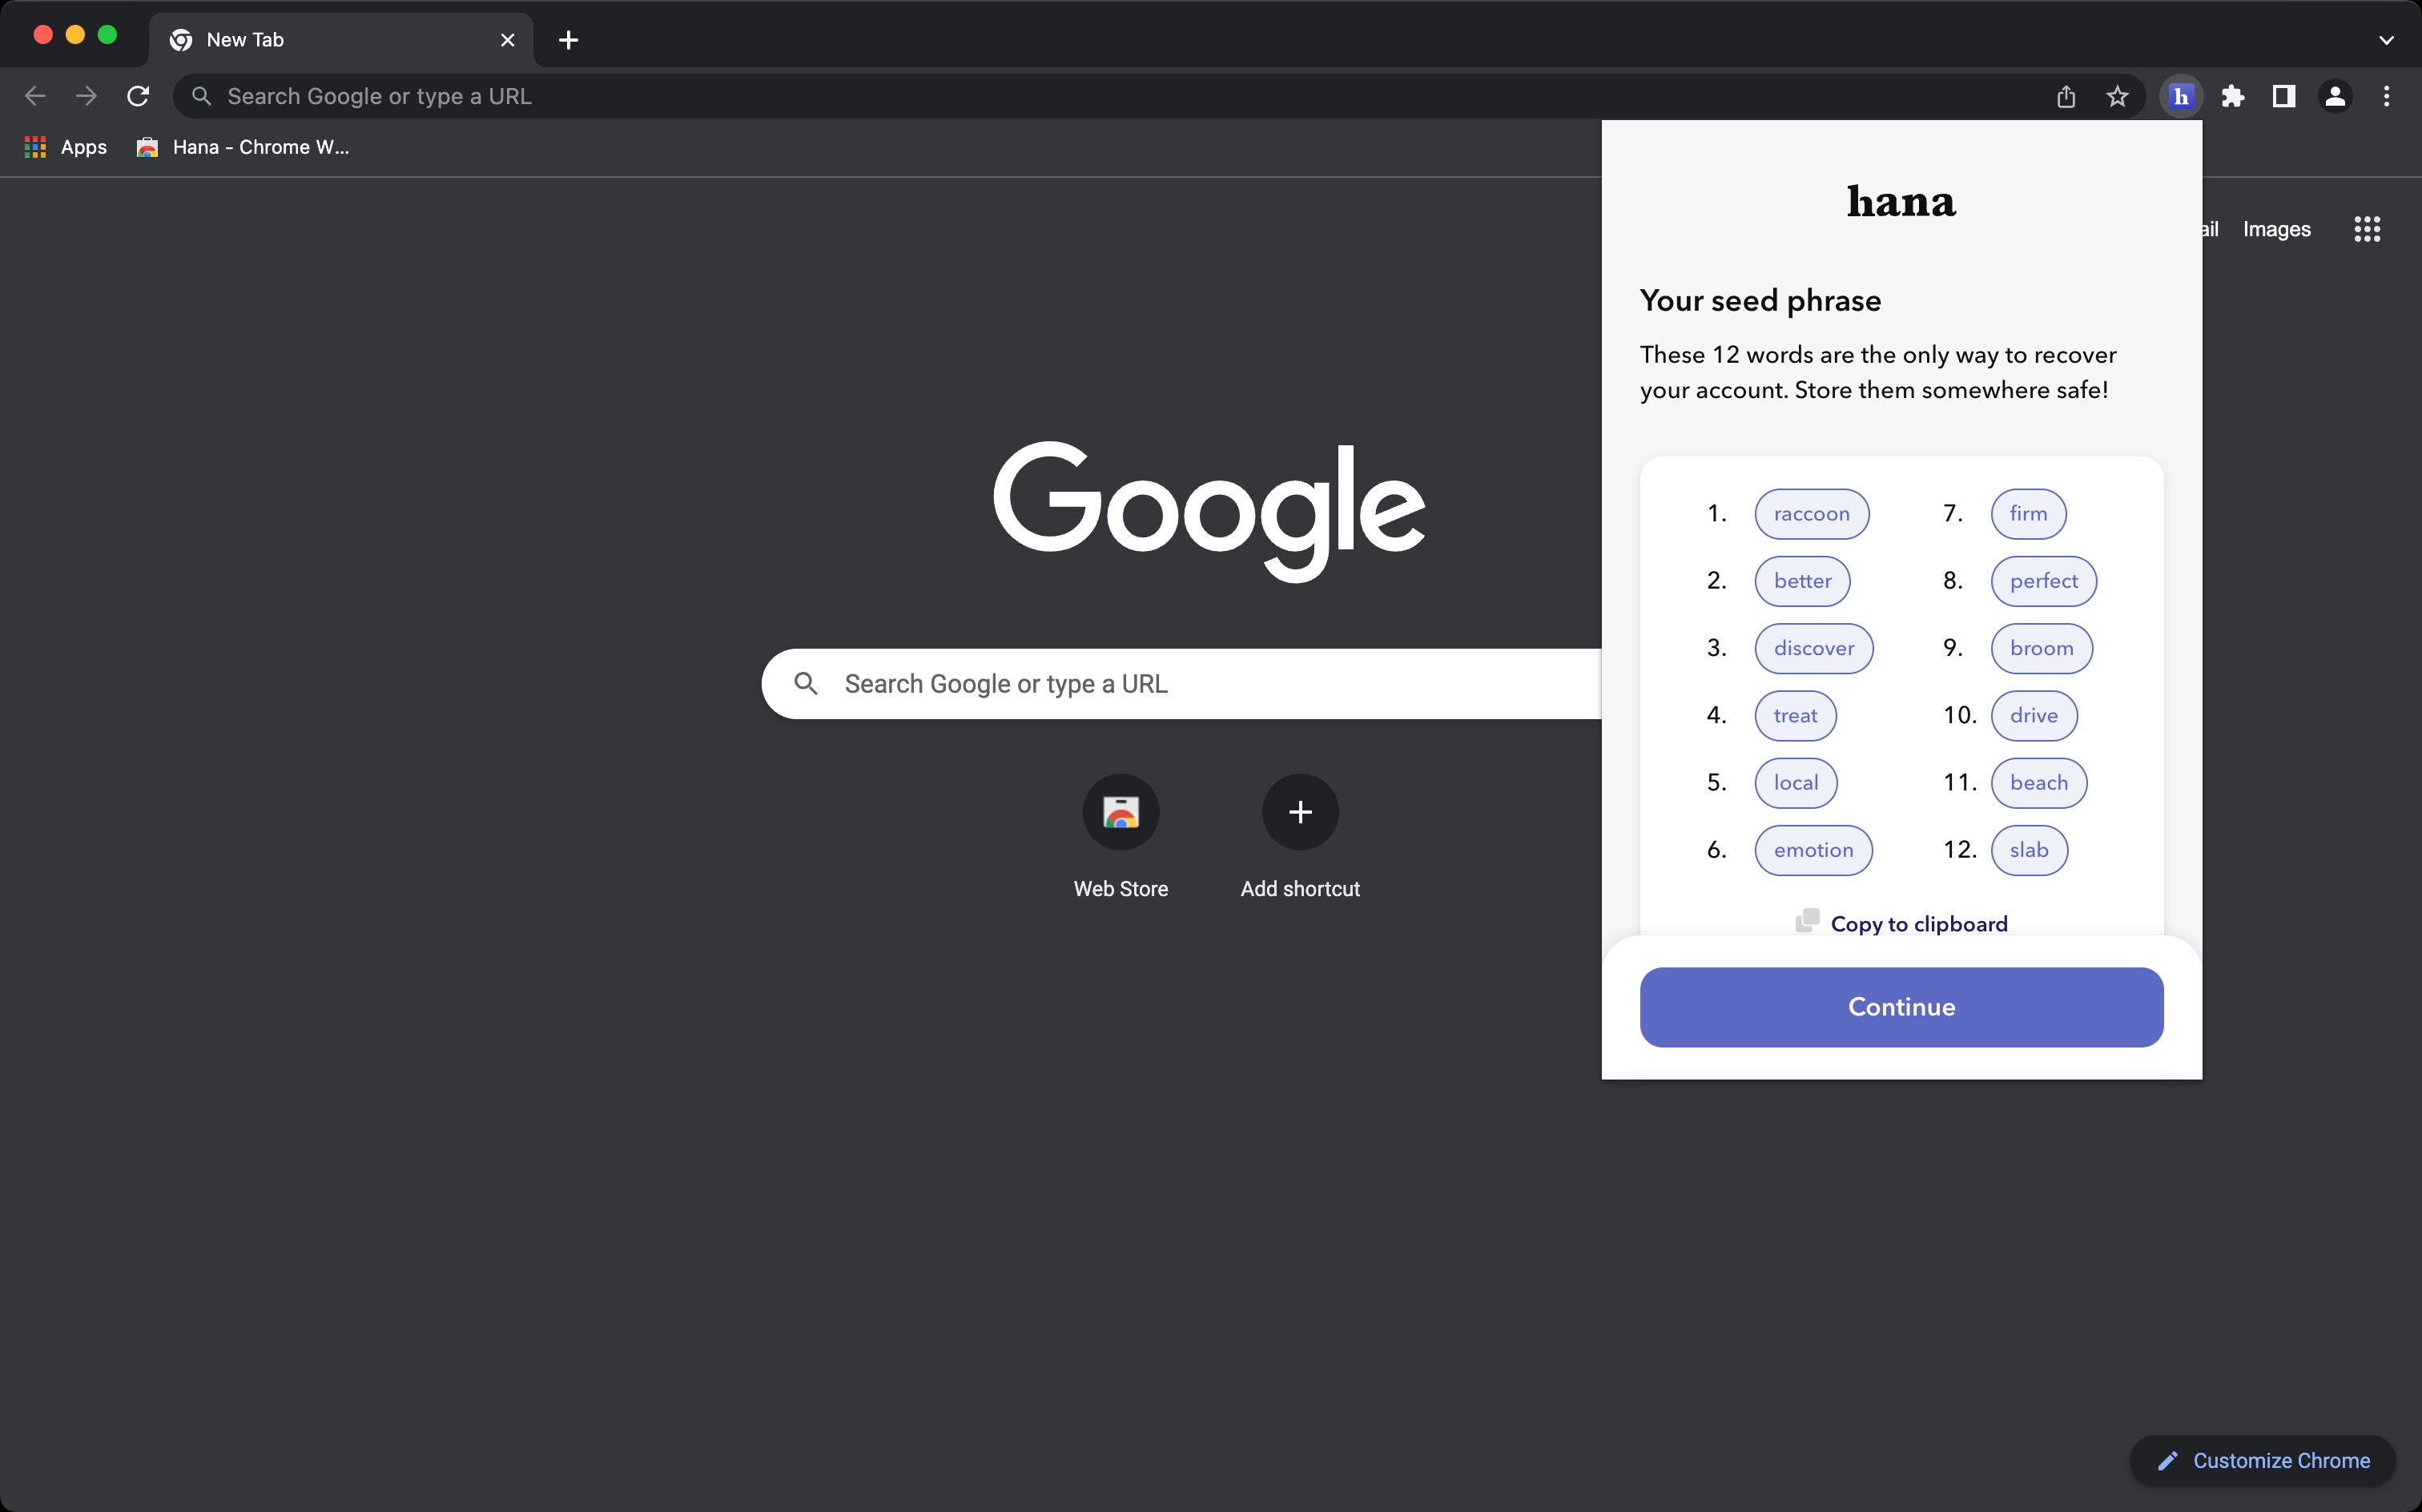 New Tab
Search Google or type a URL
h
Apps
Hana - Chrome W...
hana
ail Images
Your seed phrase
These 12 words are the only way to recover
your account. Store them somewhere safe!
Google
1. raccoon
2. better
3. discover
4. treat
5. local
6. emotion
7. firm
8. perfect
9. broom
10. drive
11. beach
12. slab
Search Google or type a URL
Web Store
Add shortcut
Copy to clipboard
Continue
Customize Chrome